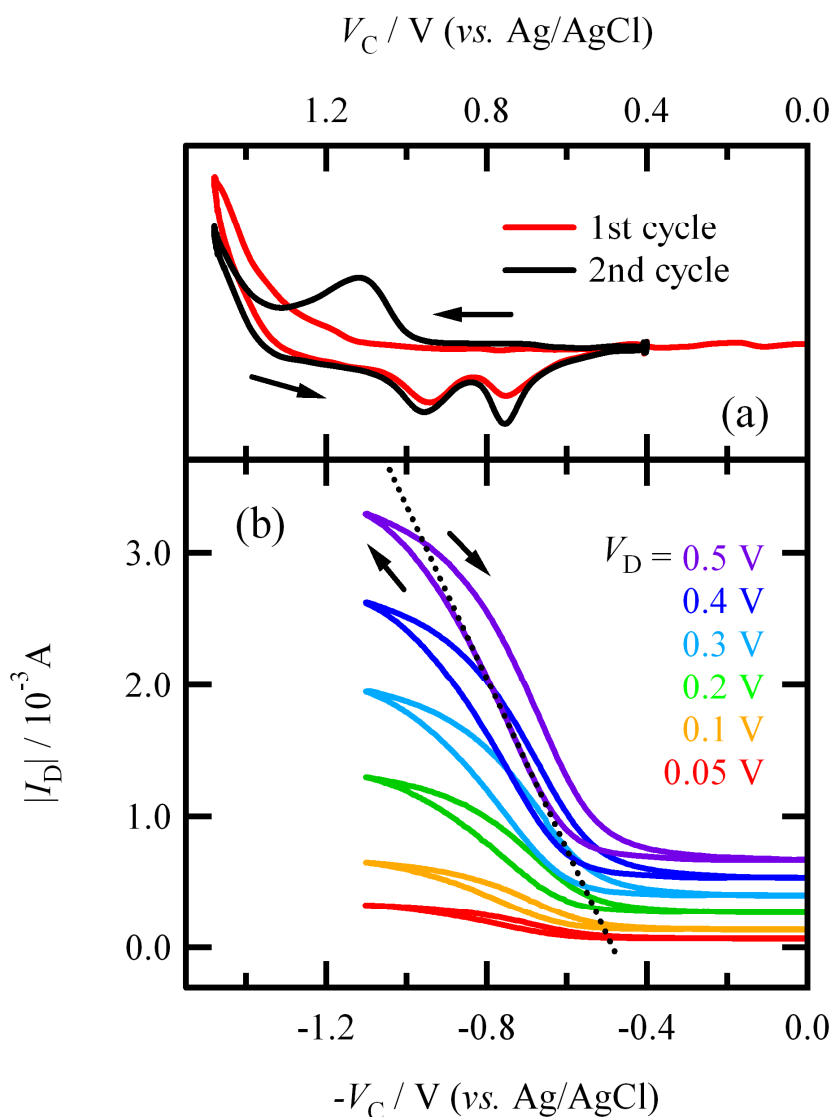 V_C / V (vs. Ag/AgCl)
1.2 0.8 0.4 0.0
1st cycle
2nd cycle
(a)
(b)
V_D = 0.5 V
0.4 V
0.3 V
0.2 V
0.1 V
0.05 V
3.0
2.0
1.0
0.0
|I_D| / 10⁻³ A
-1.2 -0.8 -0.4 0.0
-V_C / V (vs. Ag/AgCl)